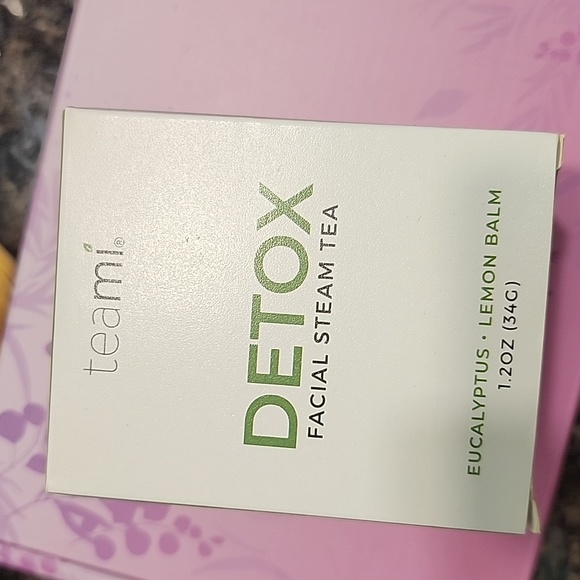 teami®
DETOX
FACIAL STEAM TEA
EUCALYPTUS • LEMON BALM
1.2OZ (34G)